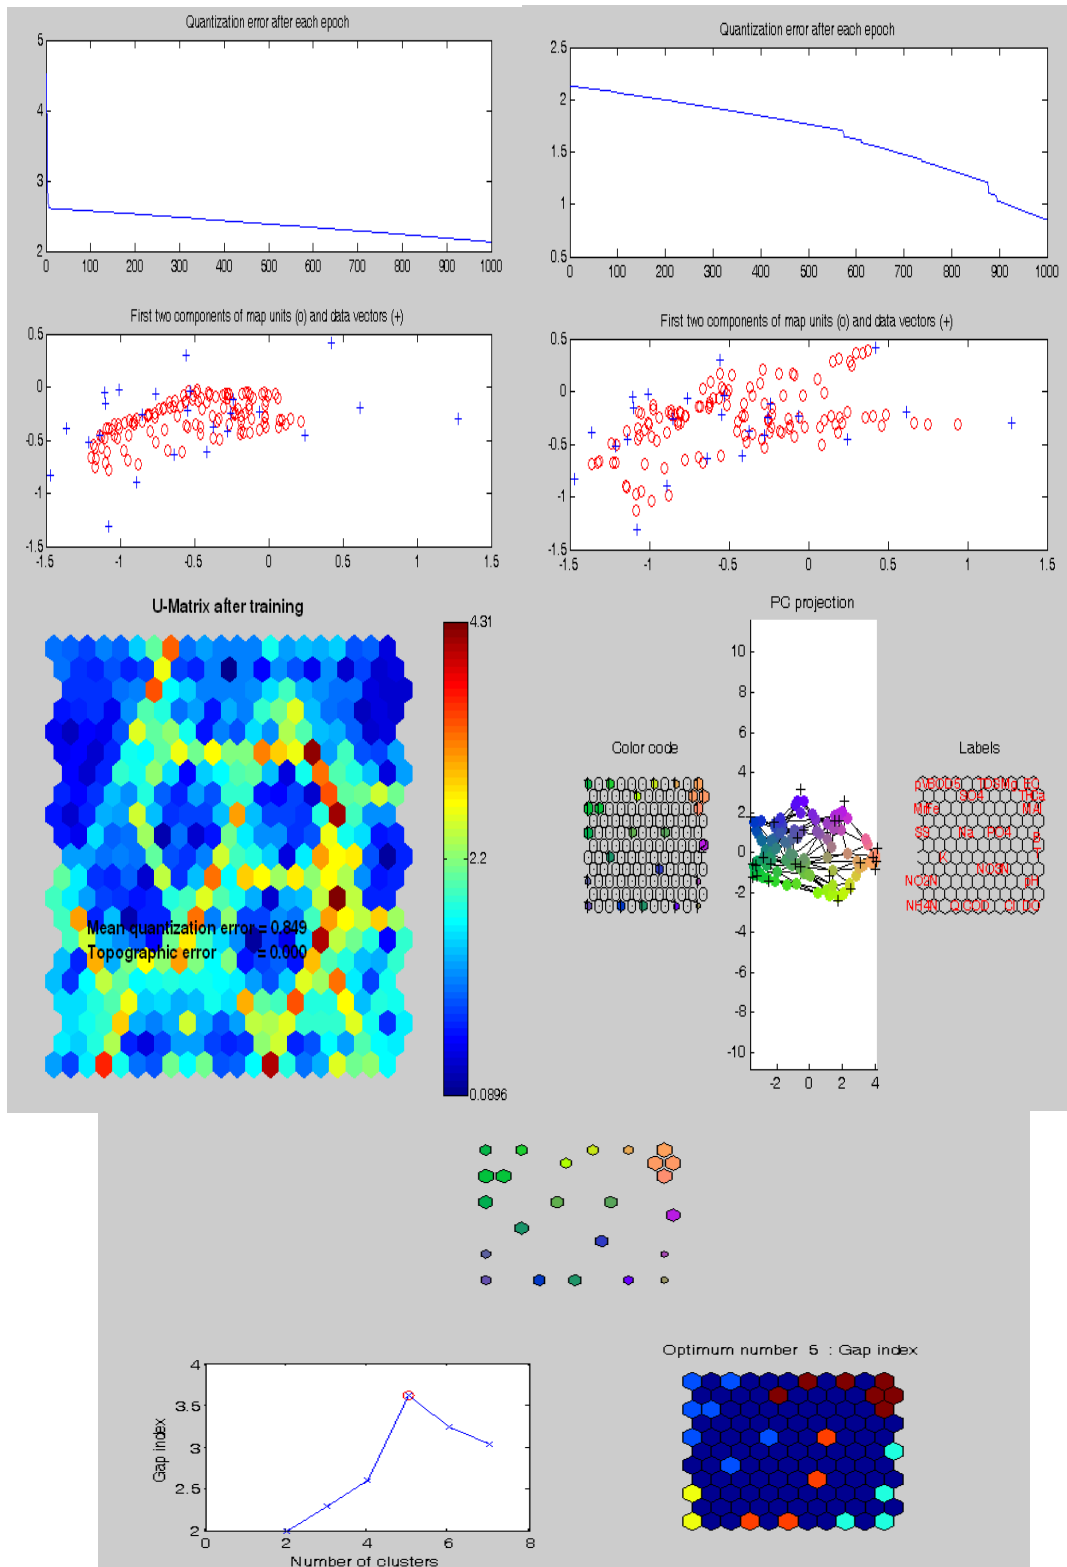 Quantization error after each epoch
5
4
3
2
0 100 200 300 400 500 600 700 800 900 1000
Quantization error after each epoch
2.5
2
1.5
1
0.5
0 100 200 300 400 500 600 700 800 900 1000
First two components of map units (o) and data vectors (+)
0.5
0
-0.5
-1
-1.5
-1.5 -1 -0.5 0 0.5 1 1.5
First two components of map units (o) and data vectors (+)
0.5
0
-0.5
-1
-1.5
-1.5 -1 -0.5 0 0.5 1 1.5
U-Matrix after training
4.31
2.2
0.0896
Mean quantization error = 0.849
Topographic error = 0.000
Color code
PC projection
10
8
6
4
2
0
-2
-4
-6
-8
-10
-2 0 2 4
Labels
SO4
Na PO4
K
NO3N
NO2N pH
NH4N
Gap index
4
3.5
3
2.5
2
0 2 4 6 8
Number of clusters
Optimum number 5 : Gap index